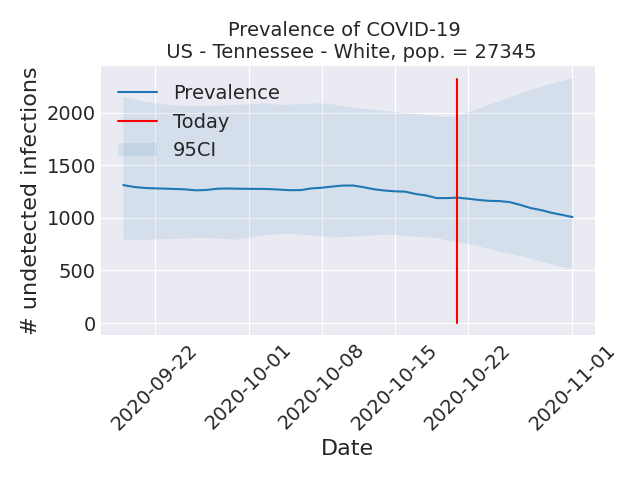 Prevalence of COVID-19
US - Tennessee - White, pop. = 27345
# undetected infections
2000
1500
1000
500
0
Prevalence
Today
95CI
2020-09-22
2020-10-01
2020-10-08
2020-10-15
2020-10-22
2020-11-01
Date